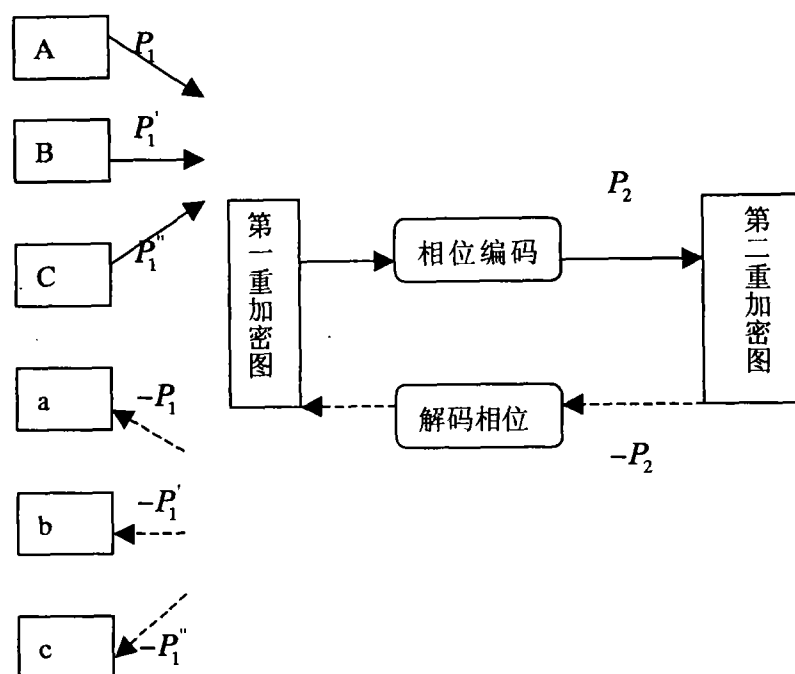 A
P₁
B
P₁'
C
P₁''
第一重加密图
相位编码
P₂
第二重加密图
a
−P₁
解码相位
−P₂
b
−P₁'
c
−P₁''